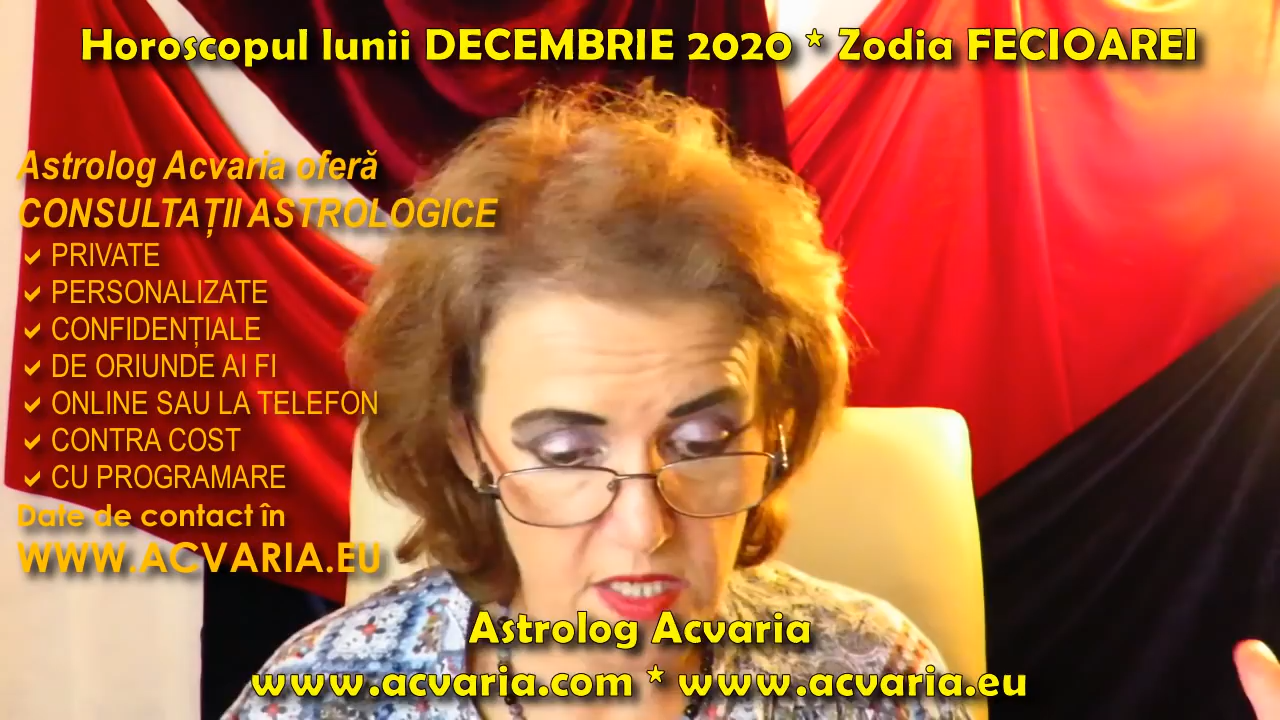 Horoscopul lunii DECEMBRIE 2020 * Zodia FECIOAREI
Astrolog Acvaria oferă
CONSULTAȚII ASTROLOGICE
PRIVATE
PERSONALIZATE
CONFIDENȚIALE
DE ORIUNDE AI FI
ONLINE SAU LA TELEFON
CONTRA COST
CU PROGRAMARE
Date de contact în
WWW.ACVARIA.EU
Astrolog Acvaria
www.acvaria.com * www.acvaria.eu